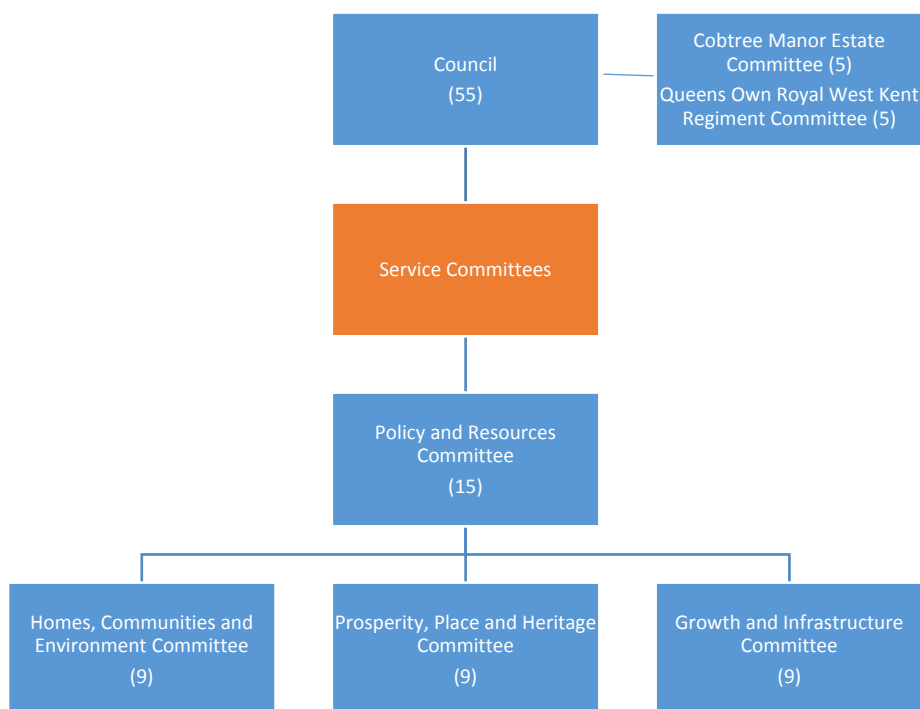 Council
(55)
Cobtree Manor Estate
Committee (5)
Queens Own Royal West Kent
Regiment Committee (5)
Service Committees
Policy and Resources
Committee
(15)
Homes, Communities and
Environment Committee
(9)
Prosperity, Place and Heritage
Committee
(9)
Growth and Infrastructure
Committee
(9)